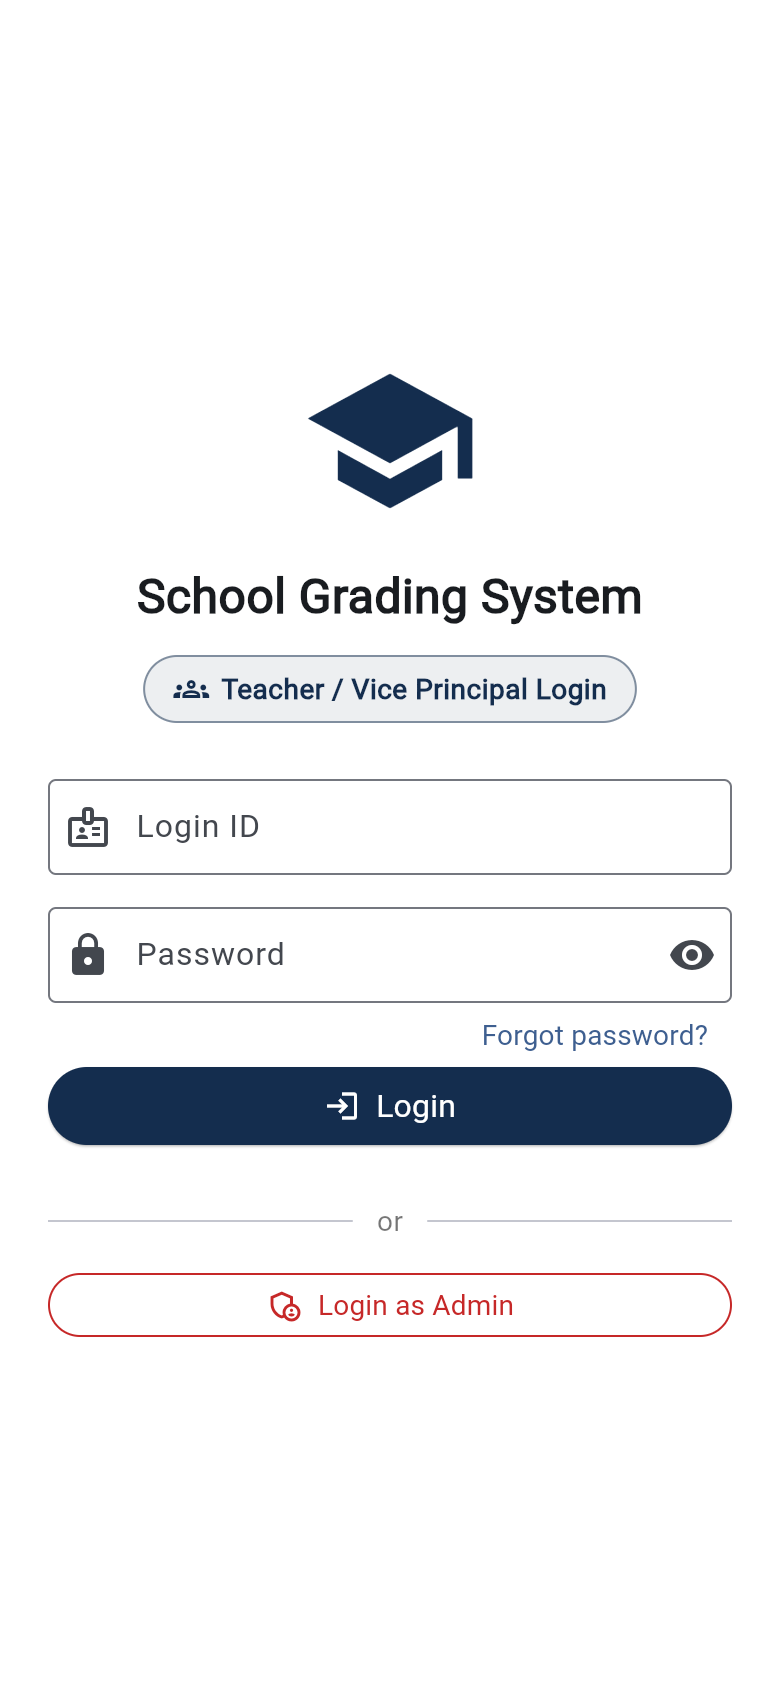 School Grading System
Teacher / Vice Principal Login
Login ID
Password
Forgot password?
Login
or
Login as Admin